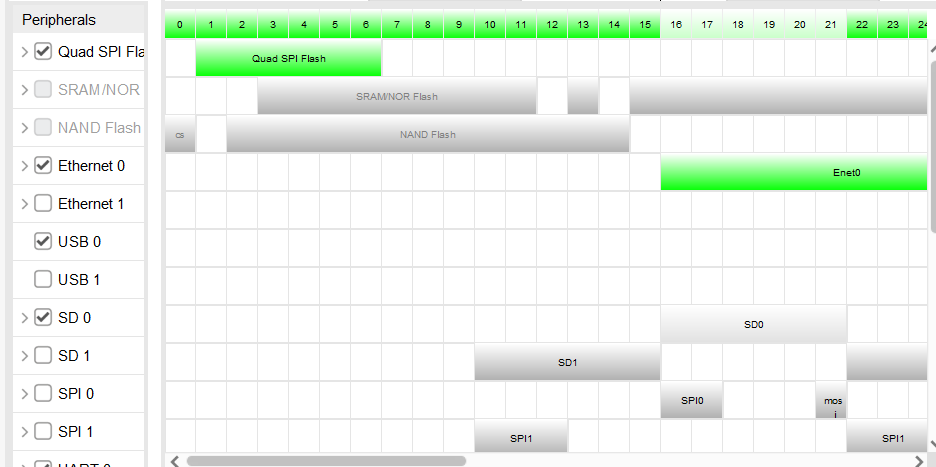 Peripherals
0 1 2 3 4 5 6 7 8 9 10 11 12 13 14 15 16 17 18 19 20 21 22 23 24
Quad SPI Fla
Quad SPI Flash
SRAM/NOR
SRAM/NOR Flash
NAND Flash
cs
NAND Flash
Ethernet 0
Enet0
Ethernet 1
USB 0
USB 1
SD 0
SD0
SD 1
SD1
SPI 0
SPI0
mos
i
SPI 1
SPI1
SPI1
UART 0